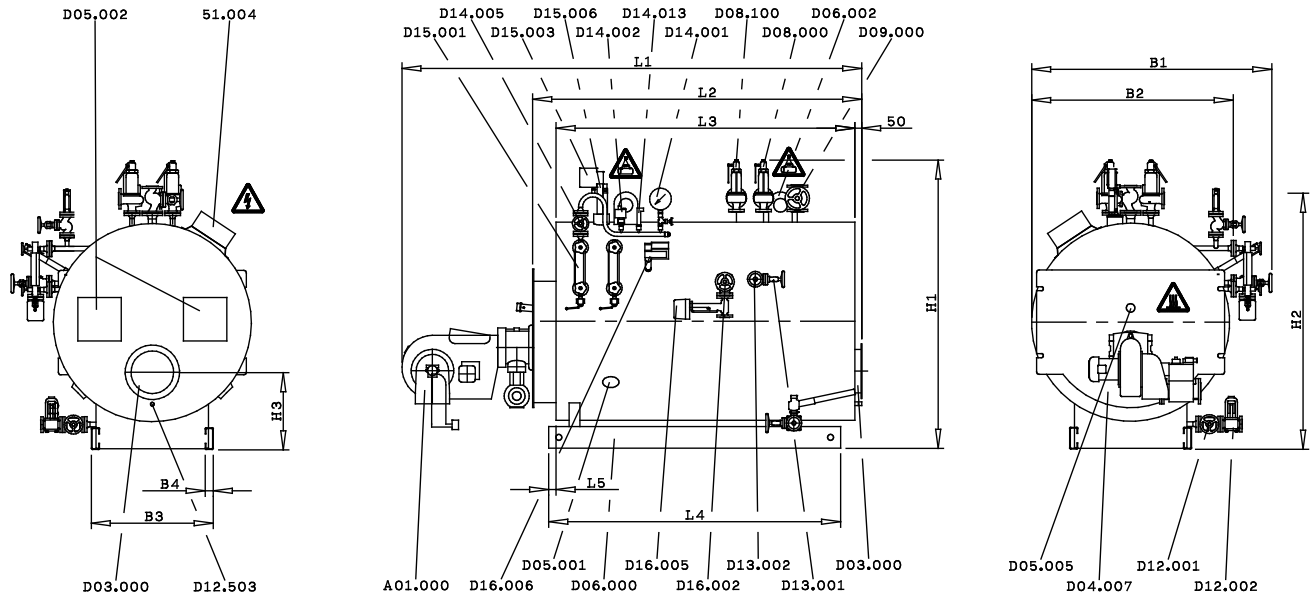 D05.002 51.004 D14.005 D15.006 D14.013 D08.100 D06.002
D15.001 D15.003 D14.002 D14.001 D08.000 D09.000
L1 B1
L2 B2
L3 50
H1
H2
H3
B4 L5
B3 L4
D05.001 D16.005 D13.002 D03.000 D05.005 D12.001
D03.000 D12.503 A01.000 D16.006 D06.000 D16.002 D13.001 D04.007 D12.002